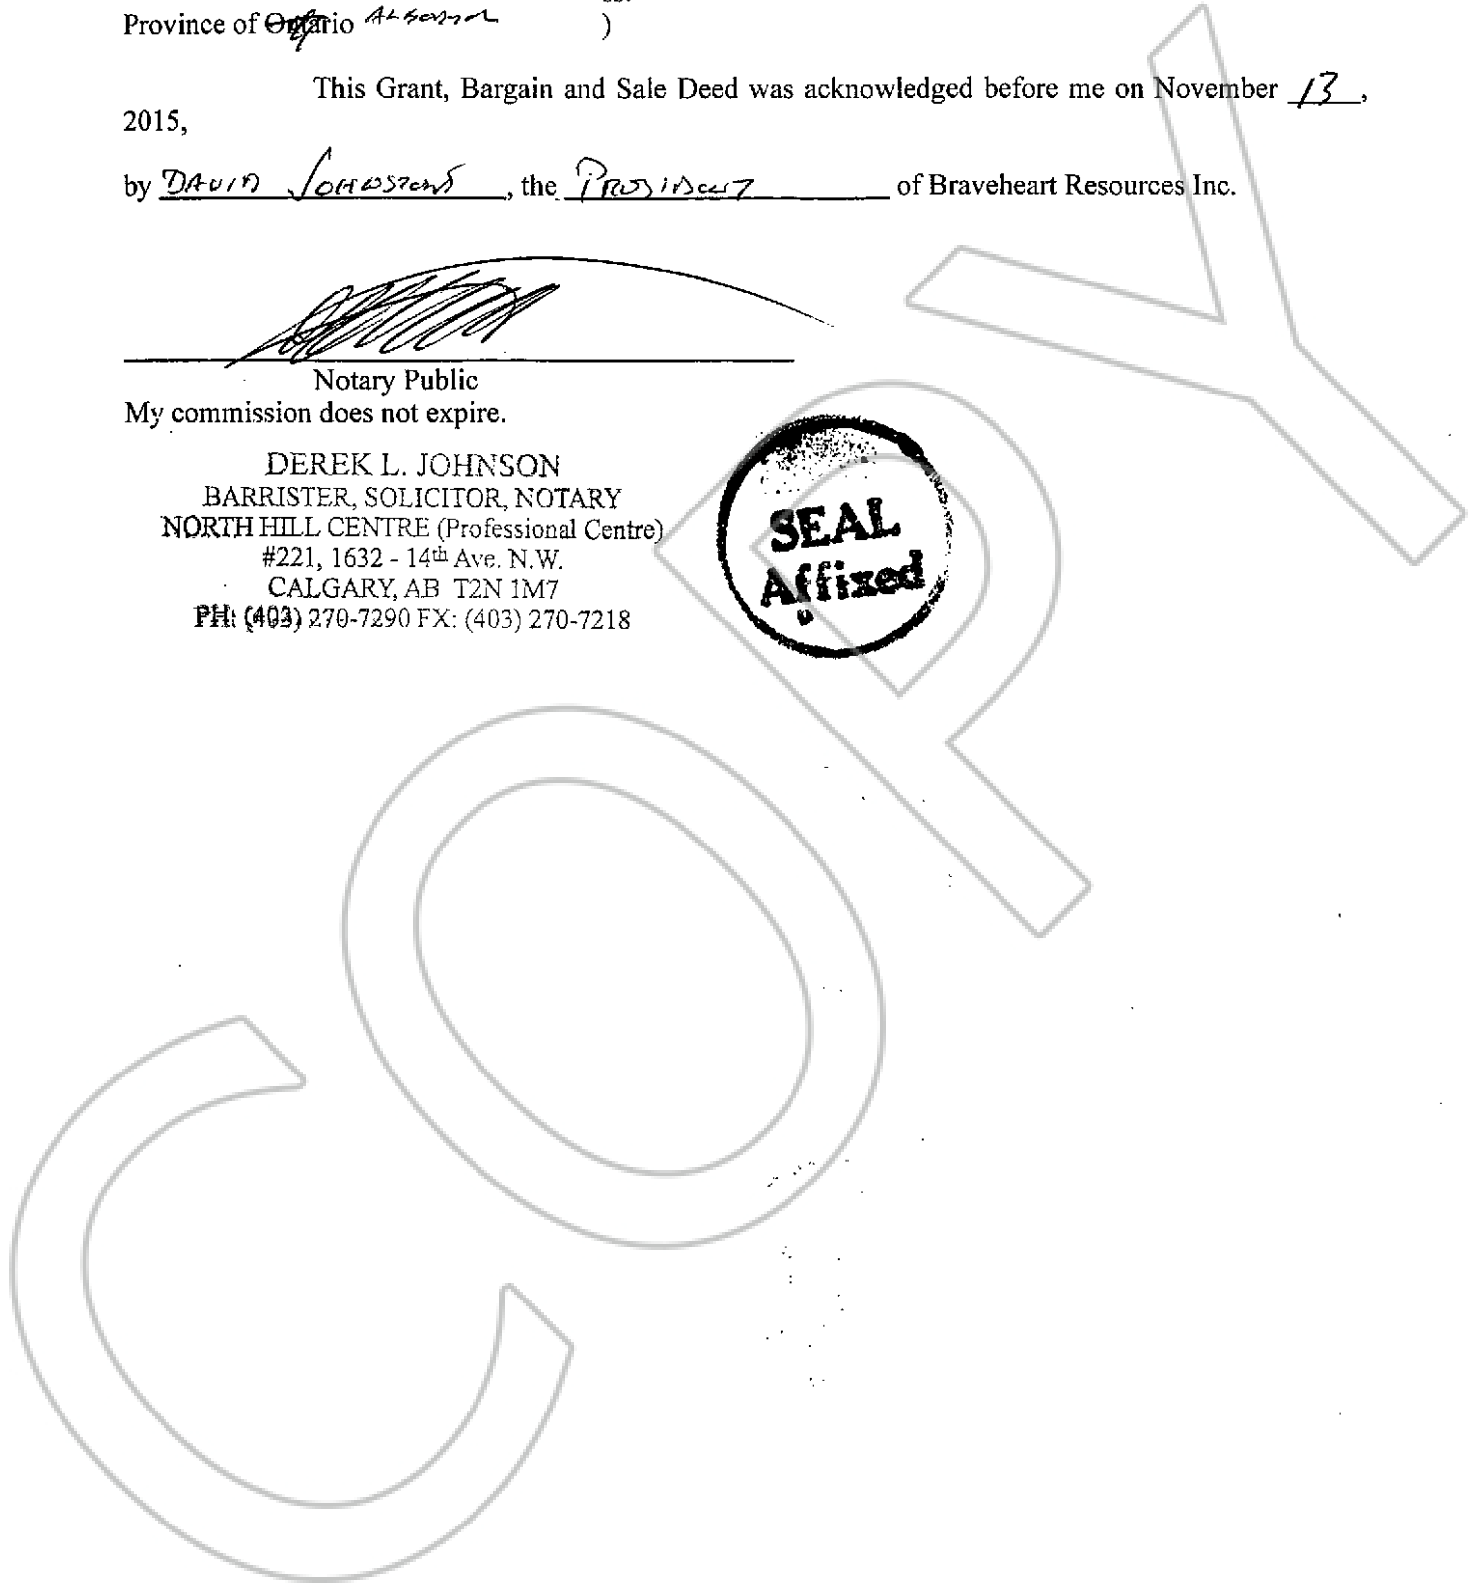 Province of Ontario Alberta )
This Grant, Bargain and Sale Deed was acknowledged before me on November 13,
2015,
by DAVID JOHNSTONE, the PRESIDENT of Braveheart Resources Inc.
Notary Public
My commission does not expire.
DEREK L. JOHNSON
BARRISTER, SOLICITOR, NOTARY
NORTH HILL CENTRE (Professional Centre)
#221, 1632 - 14th Ave. N.W.
CALGARY, AB T2N 1M7
PH: (403) 270-7290 FX: (403) 270-7218
SEAL
Affixed
COPY